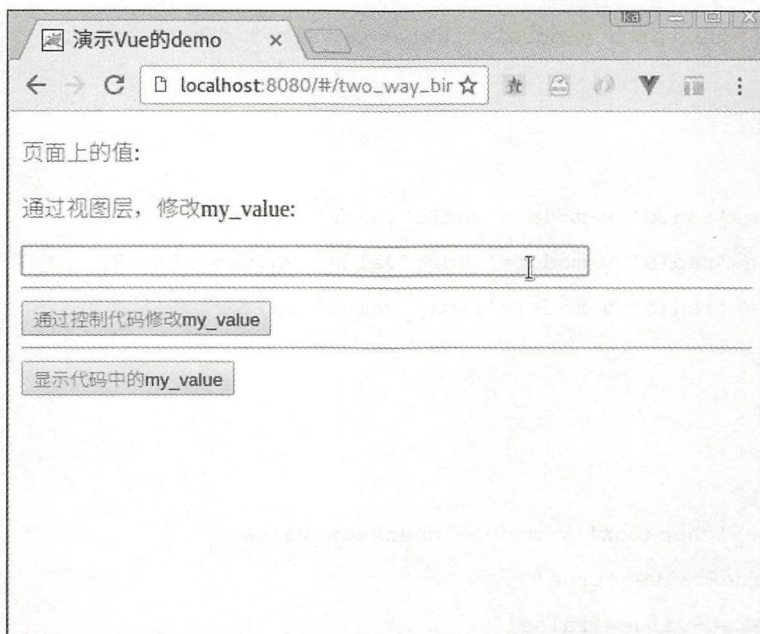 演示Vue的demo
localhost:8080/#/two_way_bir
页面上的值:
通过视图层，修改my_value:
通过控制代码修改my_value
显示代码中的my_value